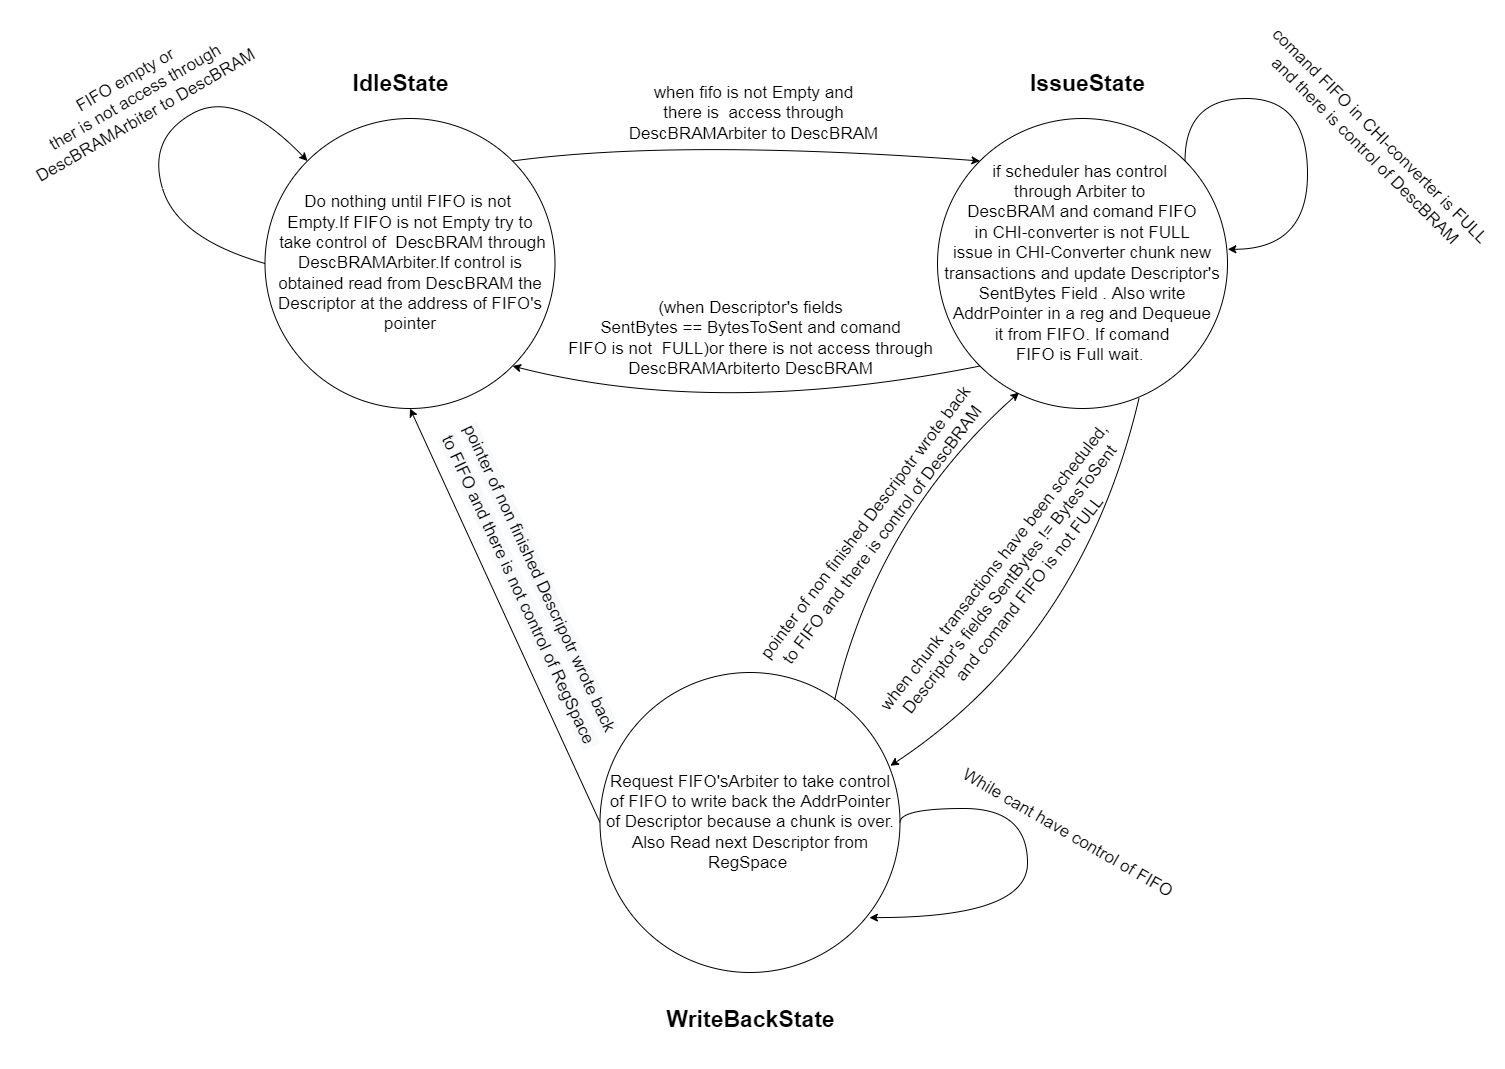 FIFO empty or
ther is not access through
DescBRAMArbiter to DescBRAM
IdleState
when fifo is not Empty and
there is  access through
DescBRAMArbiter to DescBRAM
IssueState
comand FIFO in CHI-converter is FULL
and there is control of DescBRAM
Do nothing until FIFO is not
Empty.If FIFO is not Empty try to
take control of  DescBRAM through
DescBRAMArbiter.If control is
obtained read from DescBRAM the
Descriptor at the address of FIFO's
pointer
if scheduler has control
through Arbiter to
DescBRAM and comand FIFO
in CHI-converter is not FULL
issue in CHI-Converter chunk new
transactions and update Descriptor's
SentBytes Field . Also write
AddrPointer in a reg and Dequeue
it from FIFO. If comand
FIFO is Full wait.
(when Descriptor's fields
SentBytes == BytesToSent and comand
FIFO is not  FULL)or there is not access through
DescBRAMArbiterto DescBRAM
pointer of non finished Descripotr wrote back
to FIFO and there is not control of RegSpace
pointer of non finished Descripotr wrote back
to FIFO and there is control of DescBRAM
when chunk transactions have been scheduled,
Descriptor's fields SentBytes != BytesToSent
and comand FIFO is not FULL
Request FIFO'sArbiter to take control
of FIFO to write back the AddrPointer
of Descriptor because a chunk is over.
Also Read next Descriptor from
RegSpace
While cant have control of FIFO
WriteBackState